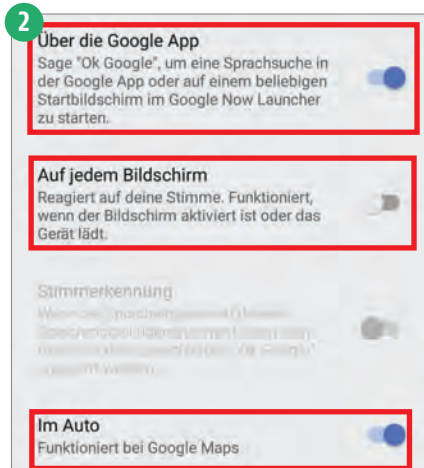 2
Über die Google App
Sage "Ok Google", um eine Sprachsuche in
der Google App oder auf einem beliebigen
Startbildschirm im Google Now Launcher
zu starten.
Auf jedem Bildschirm
Reagiert auf deine Stimme. Funktioniert,
wenn der Bildschirm aktiviert ist oder das
Gerät lädt.
Stimmerkennung
Im Auto
Funktioniert bei Google Maps